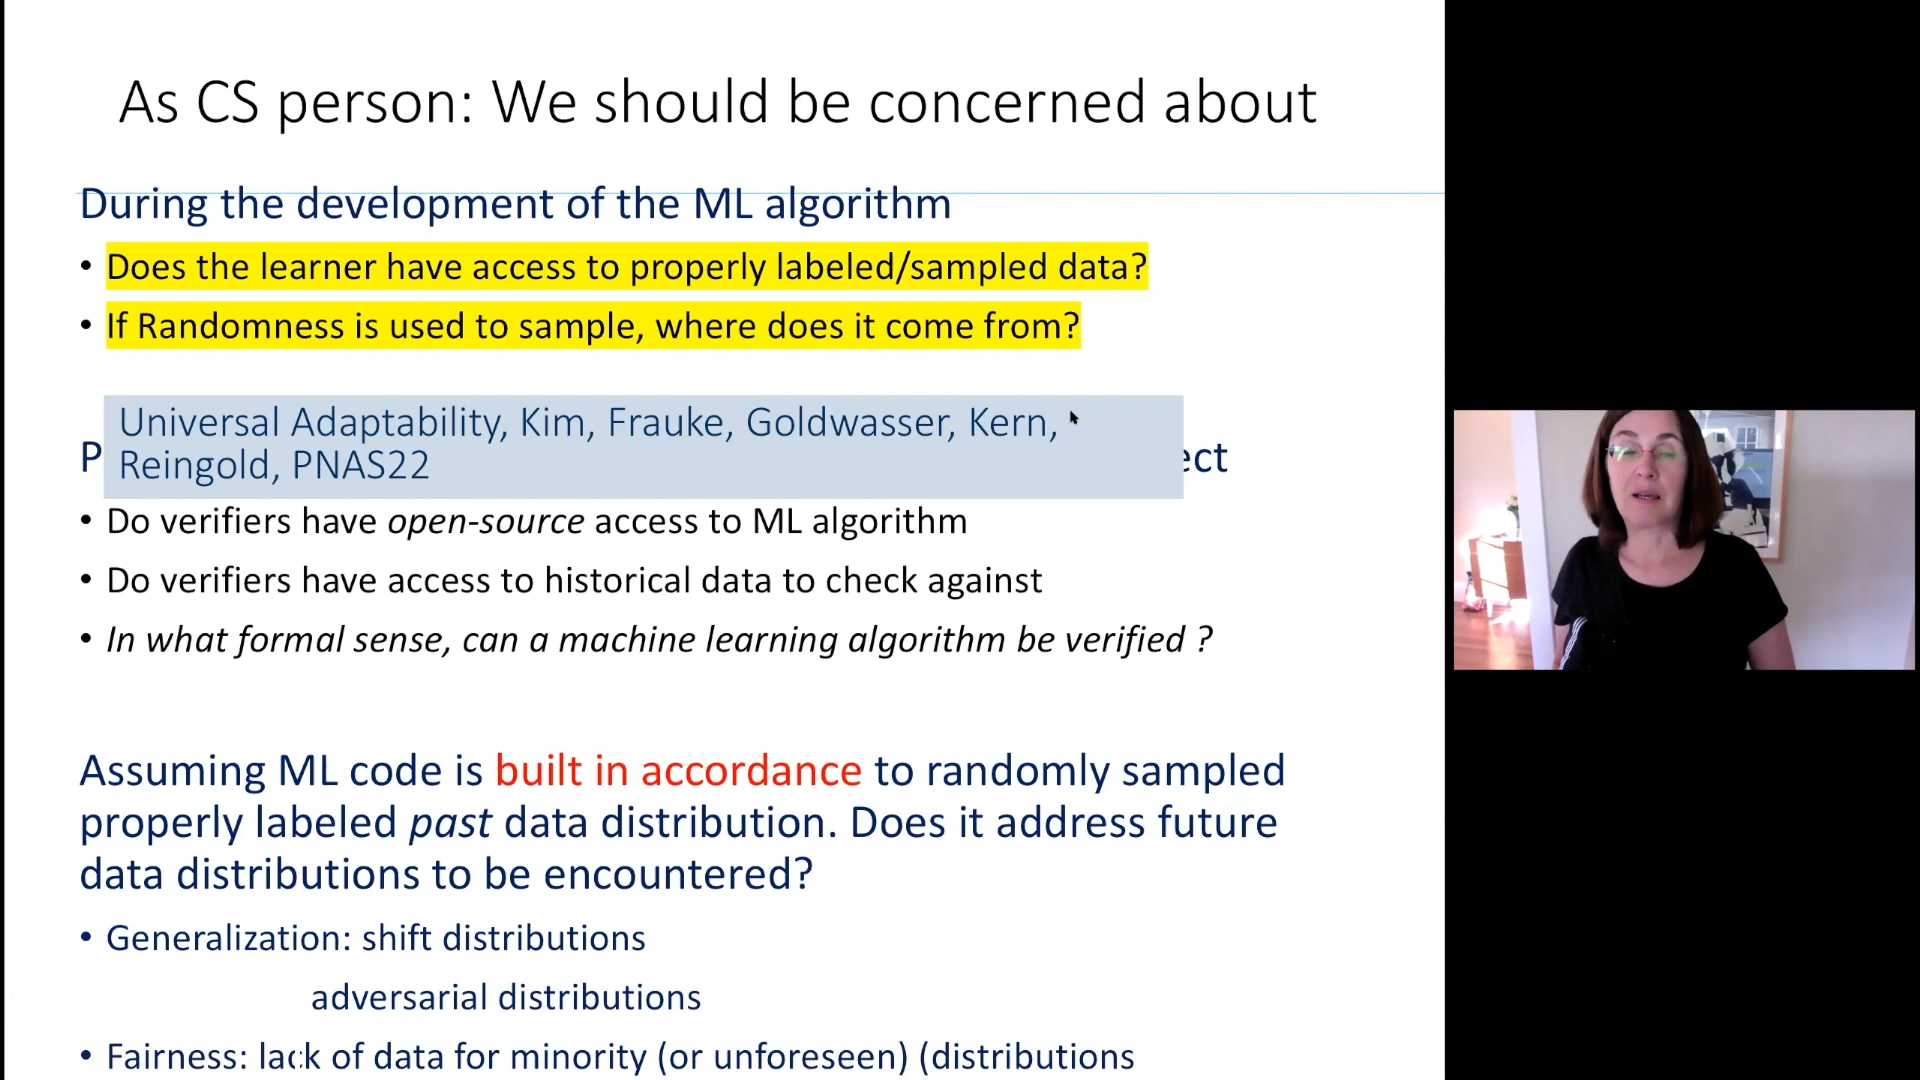 As CS person: We should be concerned about
During the development of the ML algorithm
• Does the learner have access to properly labeled/sampled data?
• If Randomness is used to sample, where does it come from?
Universal Adaptability, Kim, Frauke, Goldwasser, Kern,
Reingold, PNAS22
• Do verifiers have open-source access to ML algorithm
• Do verifiers have access to historical data to check against
• In what formal sense, can a machine learning algorithm be verified ?
Assuming ML code is built in accordance to randomly sampled
properly labeled past data distribution. Does it address future
data distributions to be encountered?
• Generalization: shift distributions
adversarial distributions
• Fairness: lack of data for minority (or unforeseen) (distributions